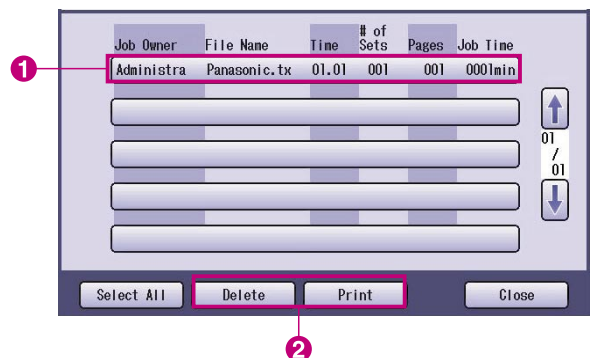 # of
Job Owner File Name Time Sets Pages Job Time
1 Administra Panasonic.tx 01.01 001 001 0001min
01
/
01
Select All Delete Print Close
2